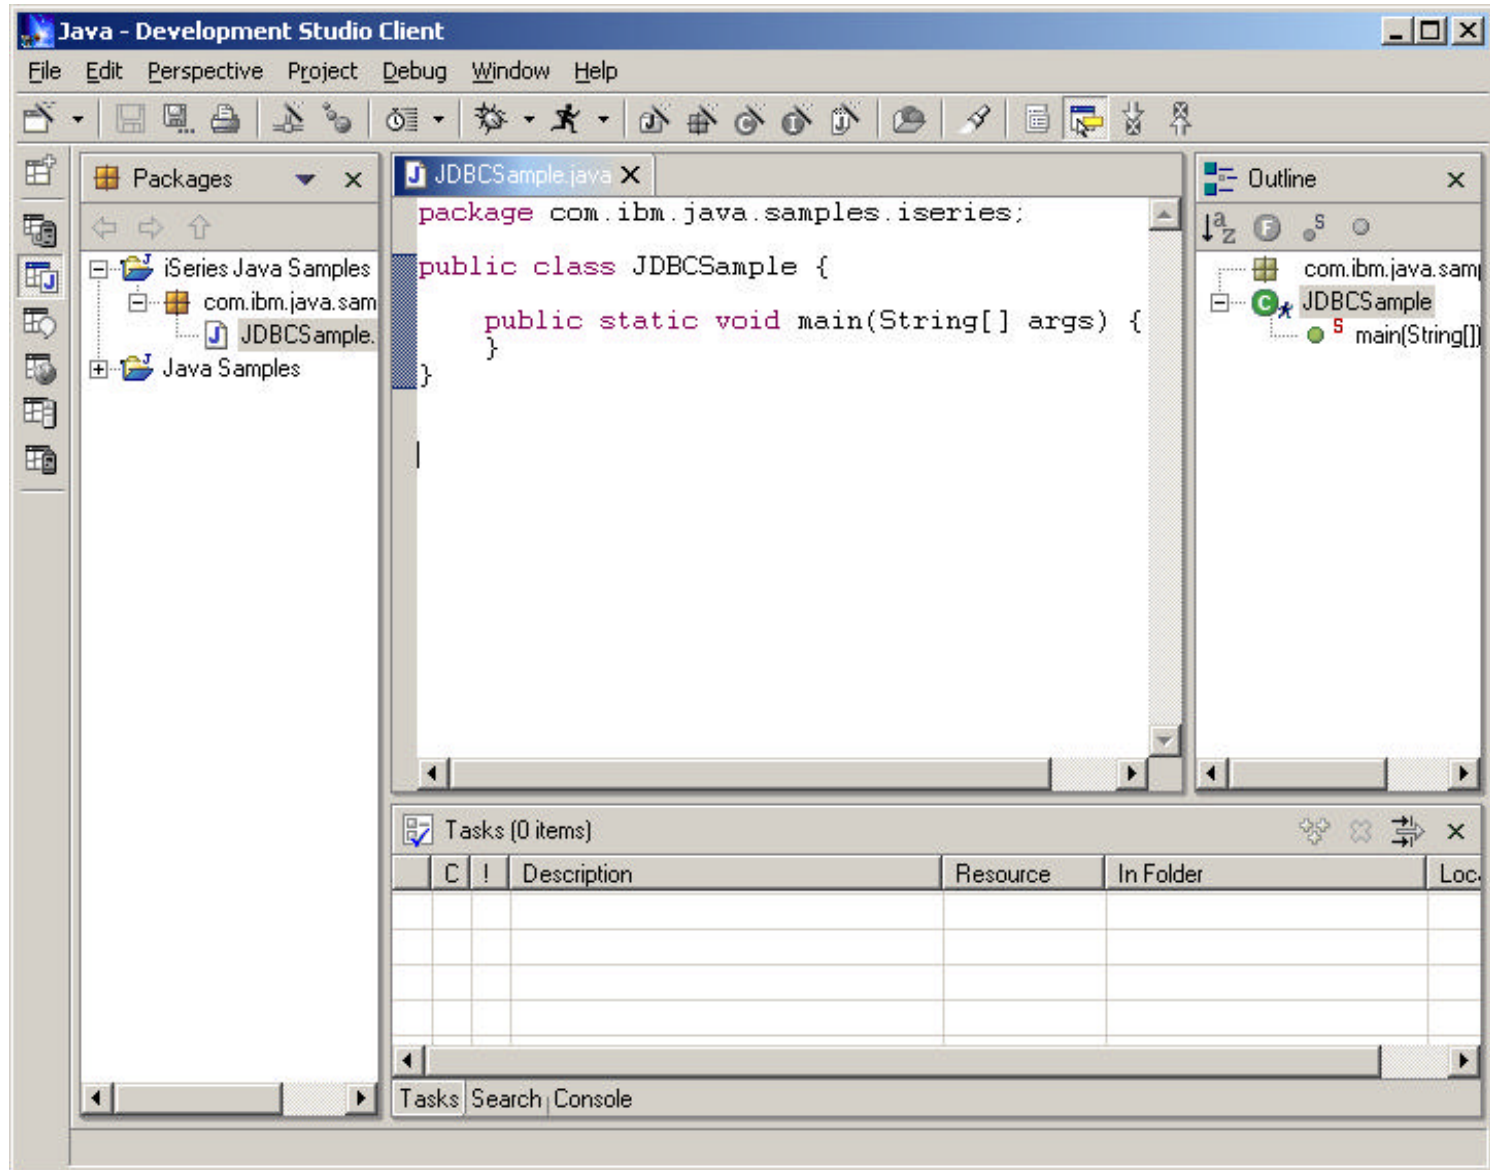 Java - Development Studio Client
File Edit Perspective Project Debug Window Help
Packages
iSeries Java Samples
com.ibm.java.sam
JDBCSample.
Java Samples
JDBCSample.java
package com.ibm.java.samples.iseries;
public class JDBCSample {
public static void main(String[] args) {
}
}
Outline
com.ibm.java.sam
JDBCSample
main(String[])
Tasks (0 items)
C ! Description Resource In Folder Loc
Tasks Search Console